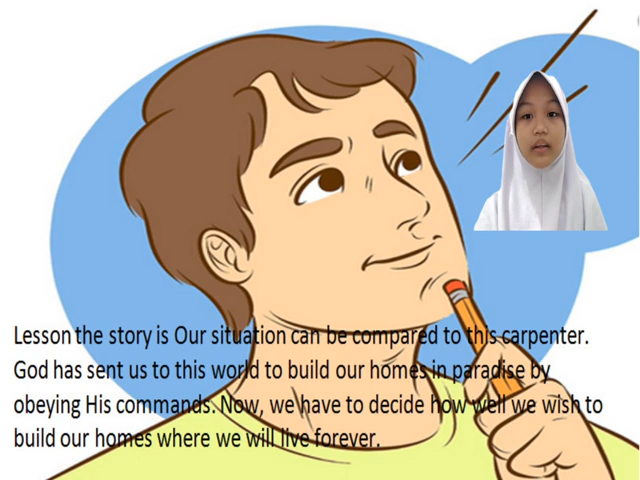 Lesson the story is Our situation can be compared to this carpenter.
God has sent us to this world to build our homes in paradise by
obeying His commands. Now, we have to decide how well we wish to
build our homes where we will live forever.